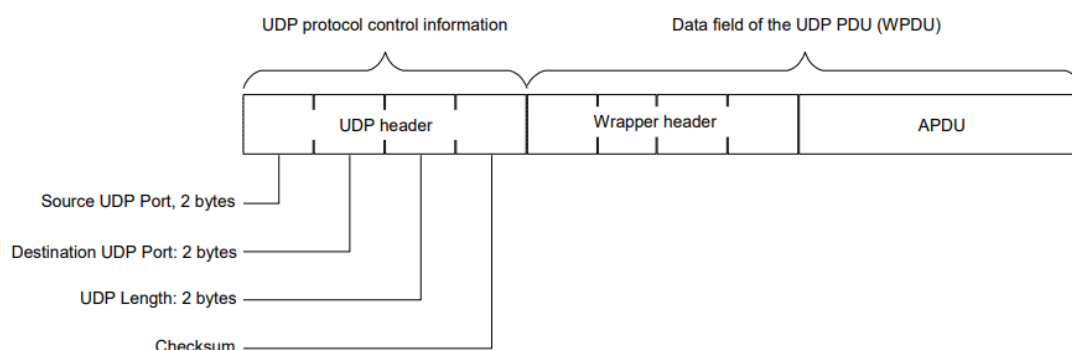 UDP protocol control information
Data field of the UDP PDU (WPDU)
UDP header
Wrapper header
APDU
Source UDP Port, 2 bytes
Destination UDP Port: 2 bytes
UDP Length: 2 bytes
Checksum